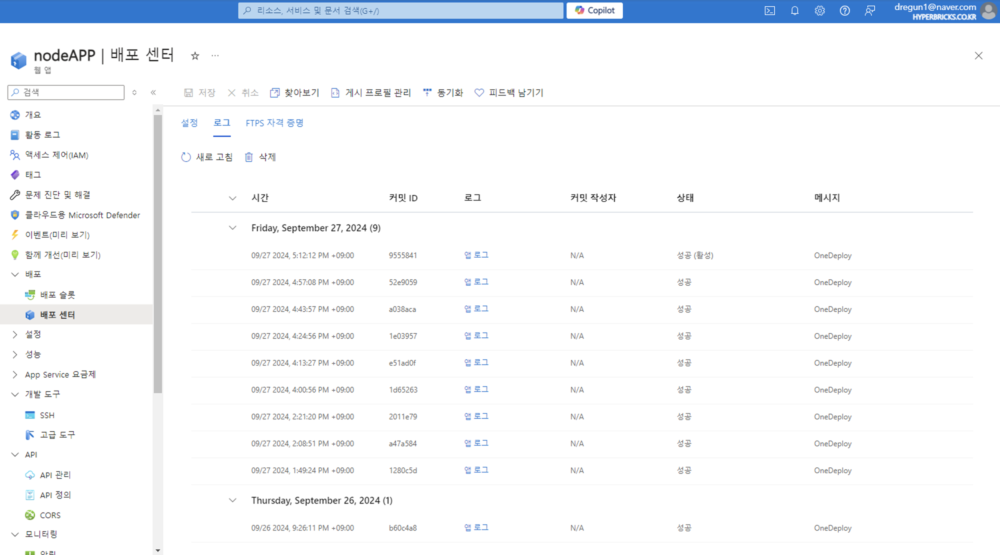 리소스, 서비스 및 문서 검색(G+/)
Copilot
dregun1@naver.com
HYPERBRICKS.CO.KR
nodeAPP | 배포 센터
웹 앱
검색
저장 취소 찾아보기 게시 프로필 관리 동기화 피드백 남기기
개요
활동 로그
액세스 제어(IAM)
태그
문제 진단 및 해결
클라우드용 Microsoft Defender
이벤트(미리 보기)
함께 개선(미리 보기)
배포
배포 슬롯
배포 센터
설정
성능
App Service 요금제
개발 도구
SSH
고급 도구
API
API 관리
API 정의
CORS
모니터링
설정 로그 FTPS 자격 증명
새로 고침 삭제
시간 커밋 ID 로그 커밋 작성자 상태 메시지
Friday, September 27, 2024 (9)
09/27 2024, 5:12:12 PM +09:00 9555841 앱 로그 N/A 성공 (활성) OneDeploy
09/27 2024, 4:57:08 PM +09:00 52e9059 앱 로그 N/A 성공 OneDeploy
09/27 2024, 4:43:57 PM +09:00 a038aca 앱 로그 N/A 성공 OneDeploy
09/27 2024, 4:24:56 PM +09:00 1e03957 앱 로그 N/A 성공 OneDeploy
09/27 2024, 4:13:27 PM +09:00 e51ad0f 앱 로그 N/A 성공 OneDeploy
09/27 2024, 4:00:56 PM +09:00 1d65263 앱 로그 N/A 성공 OneDeploy
09/27 2024, 2:21:20 PM +09:00 2011e79 앱 로그 N/A 성공 OneDeploy
09/27 2024, 2:08:51 PM +09:00 a47a584 앱 로그 N/A 성공 OneDeploy
09/27 2024, 1:49:24 PM +09:00 1280c5d 앱 로그 N/A 성공 OneDeploy
Thursday, September 26, 2024 (1)
09/26 2024, 9:26:11 PM +09:00 b60c4a8 앱 로그 N/A 성공 OneDeploy